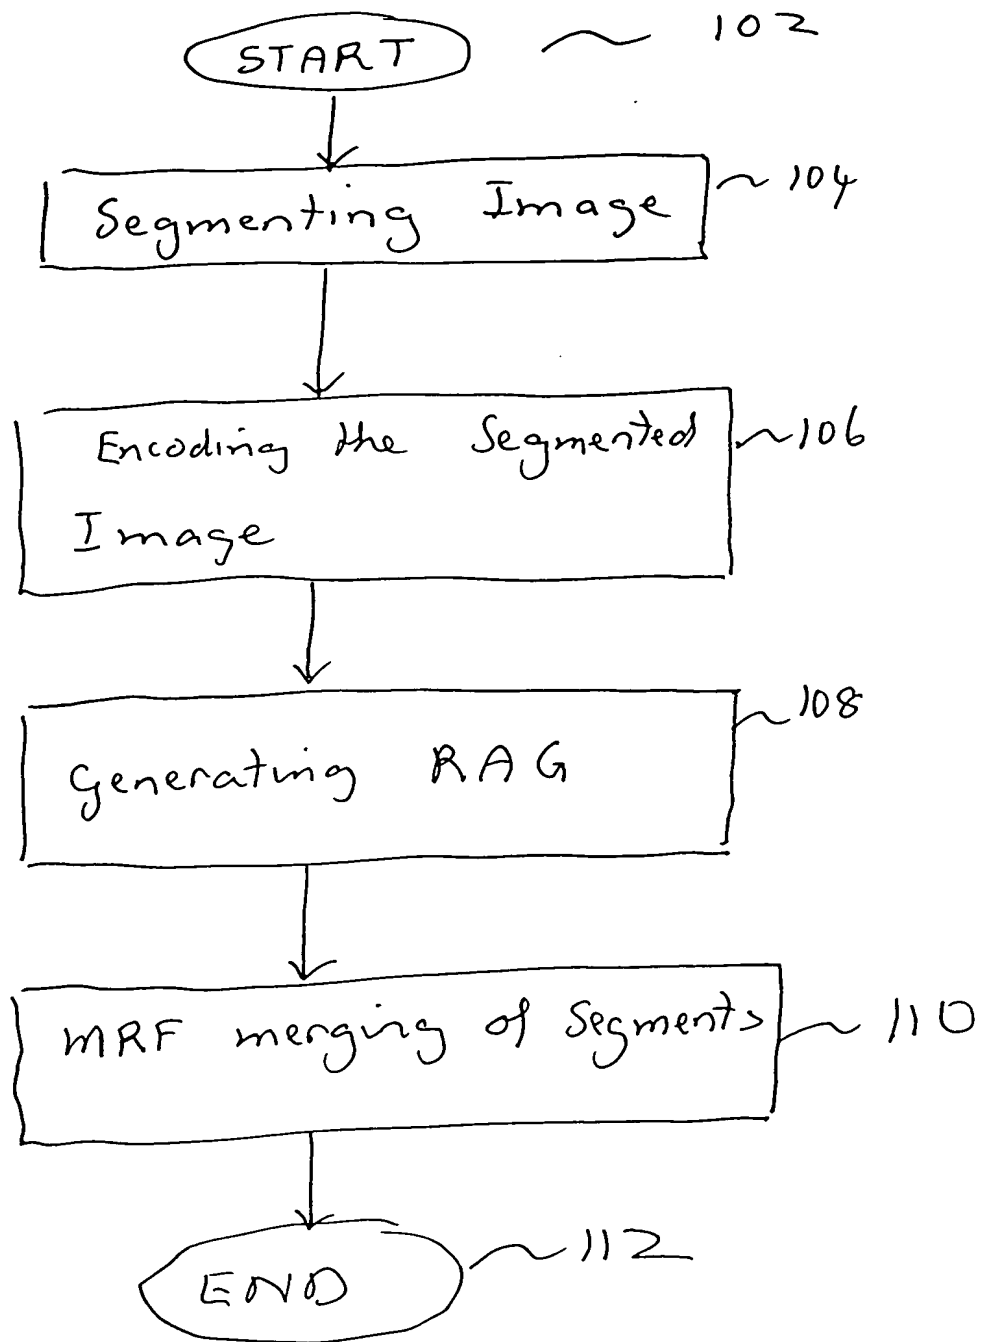 START 102
Segmenting Image 104
Encoding the Segmented 106
Image
Generating RAG 108
MRF merging of Segments 110
END 112